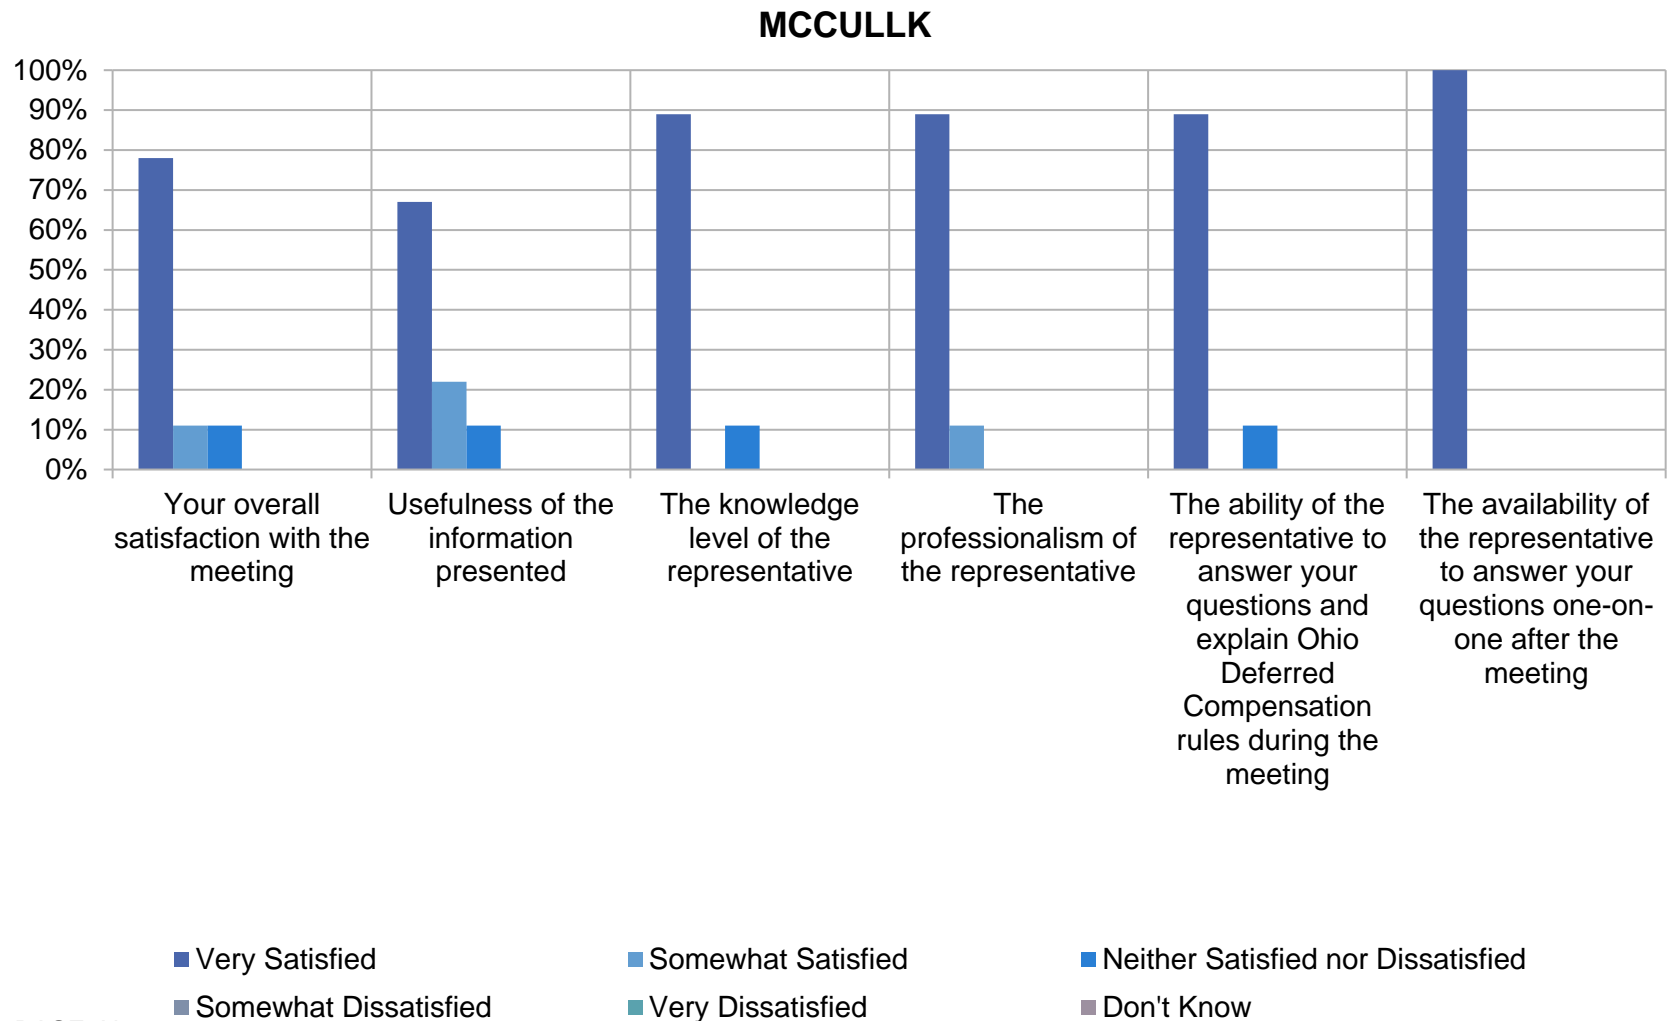 MCCULLK
100%
90%
80%
70%
60%
50%
40%
30%
20%
10%
0%
Your overall
satisfaction with the
meeting
Usefulness of the
information
presented
The knowledge
level of the
representative
The
professionalism of
the representative
The ability of the
representative to
answer your
questions and
explain Ohio
Deferred
Compensation
rules during the
meeting
The availability of
the representative
to answer your
questions one-on-
one after the
meeting
Very Satisfied
Somewhat Satisfied
Neither Satisfied nor Dissatisfied
Somewhat Dissatisfied
Very Dissatisfied
Don't Know